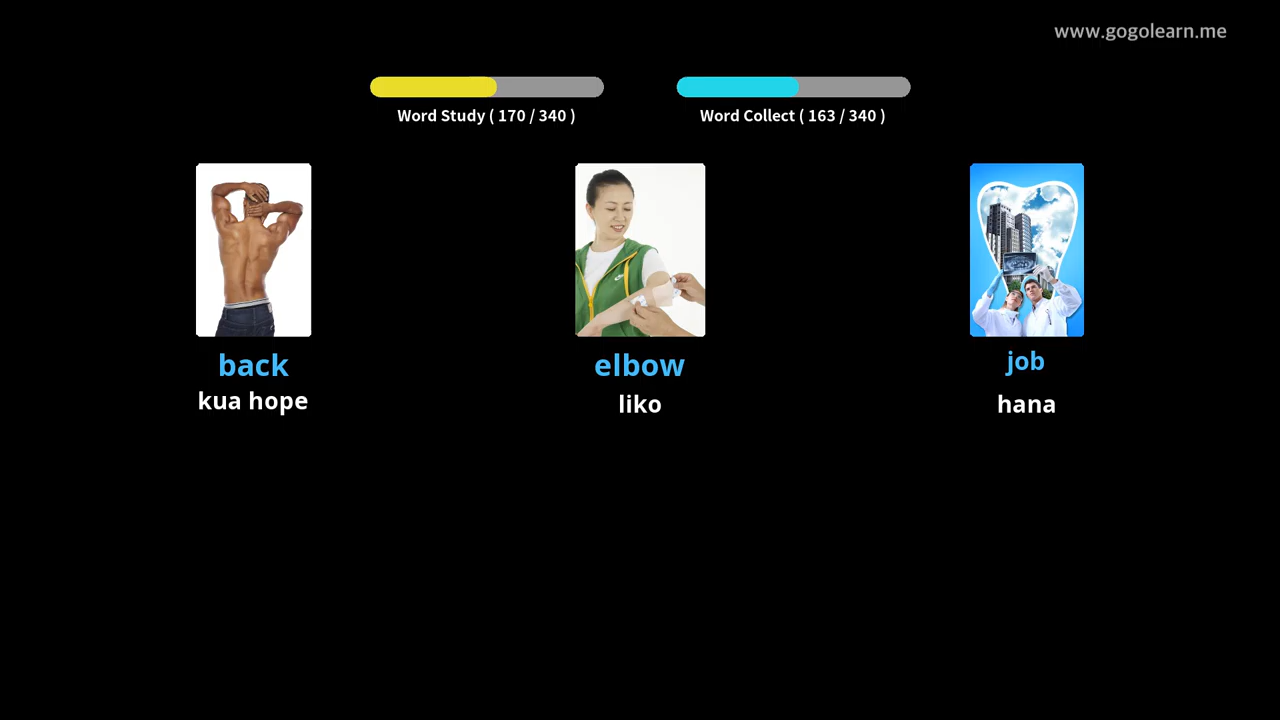 www.gogolearn.me
Word Study ( 170 / 340 )
Word Collect ( 163 / 340 )
back
kua hope
elbow
liko
job
hana